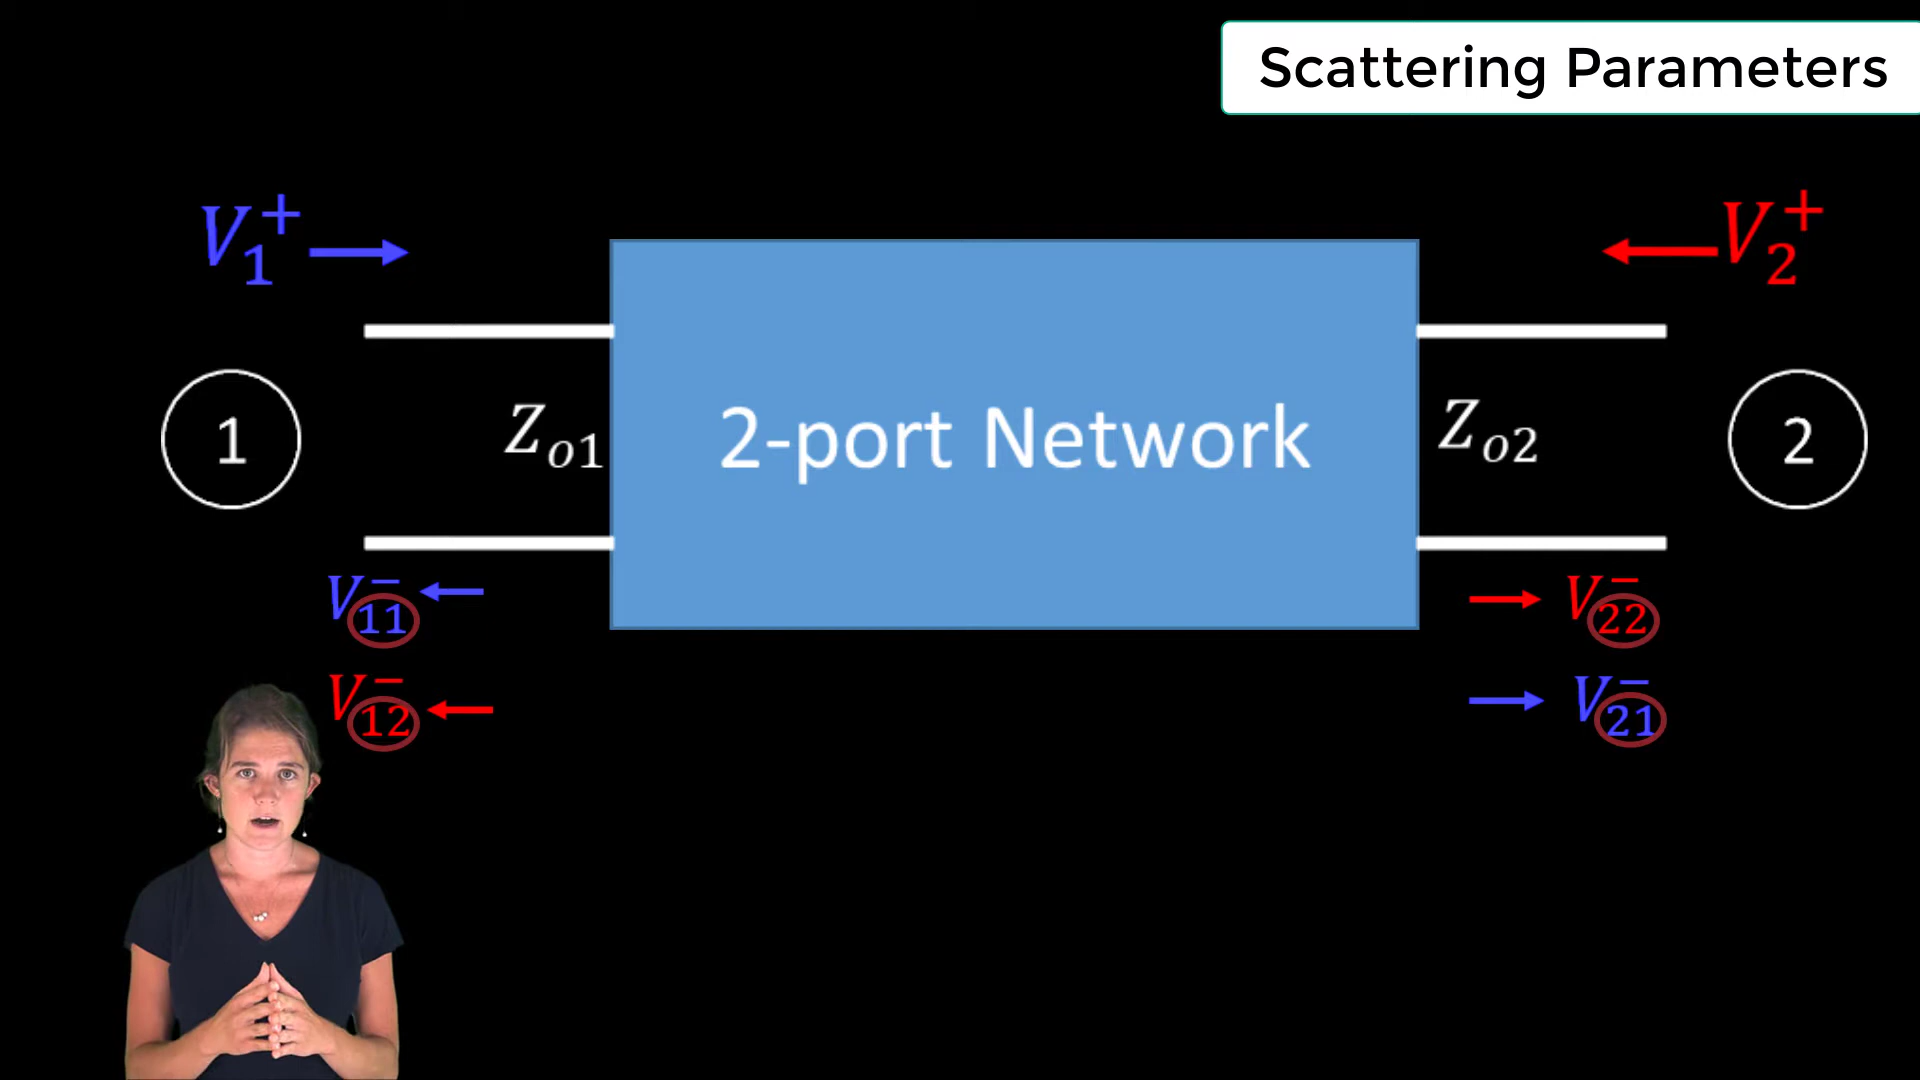 Scattering Parameters
V₁⁺
V₂⁺
1
Zₒ₁
2-port Network
Zₒ₂
2
V₁₁⁻
V₂₂⁻
V₁₂⁻
V₂₁⁻